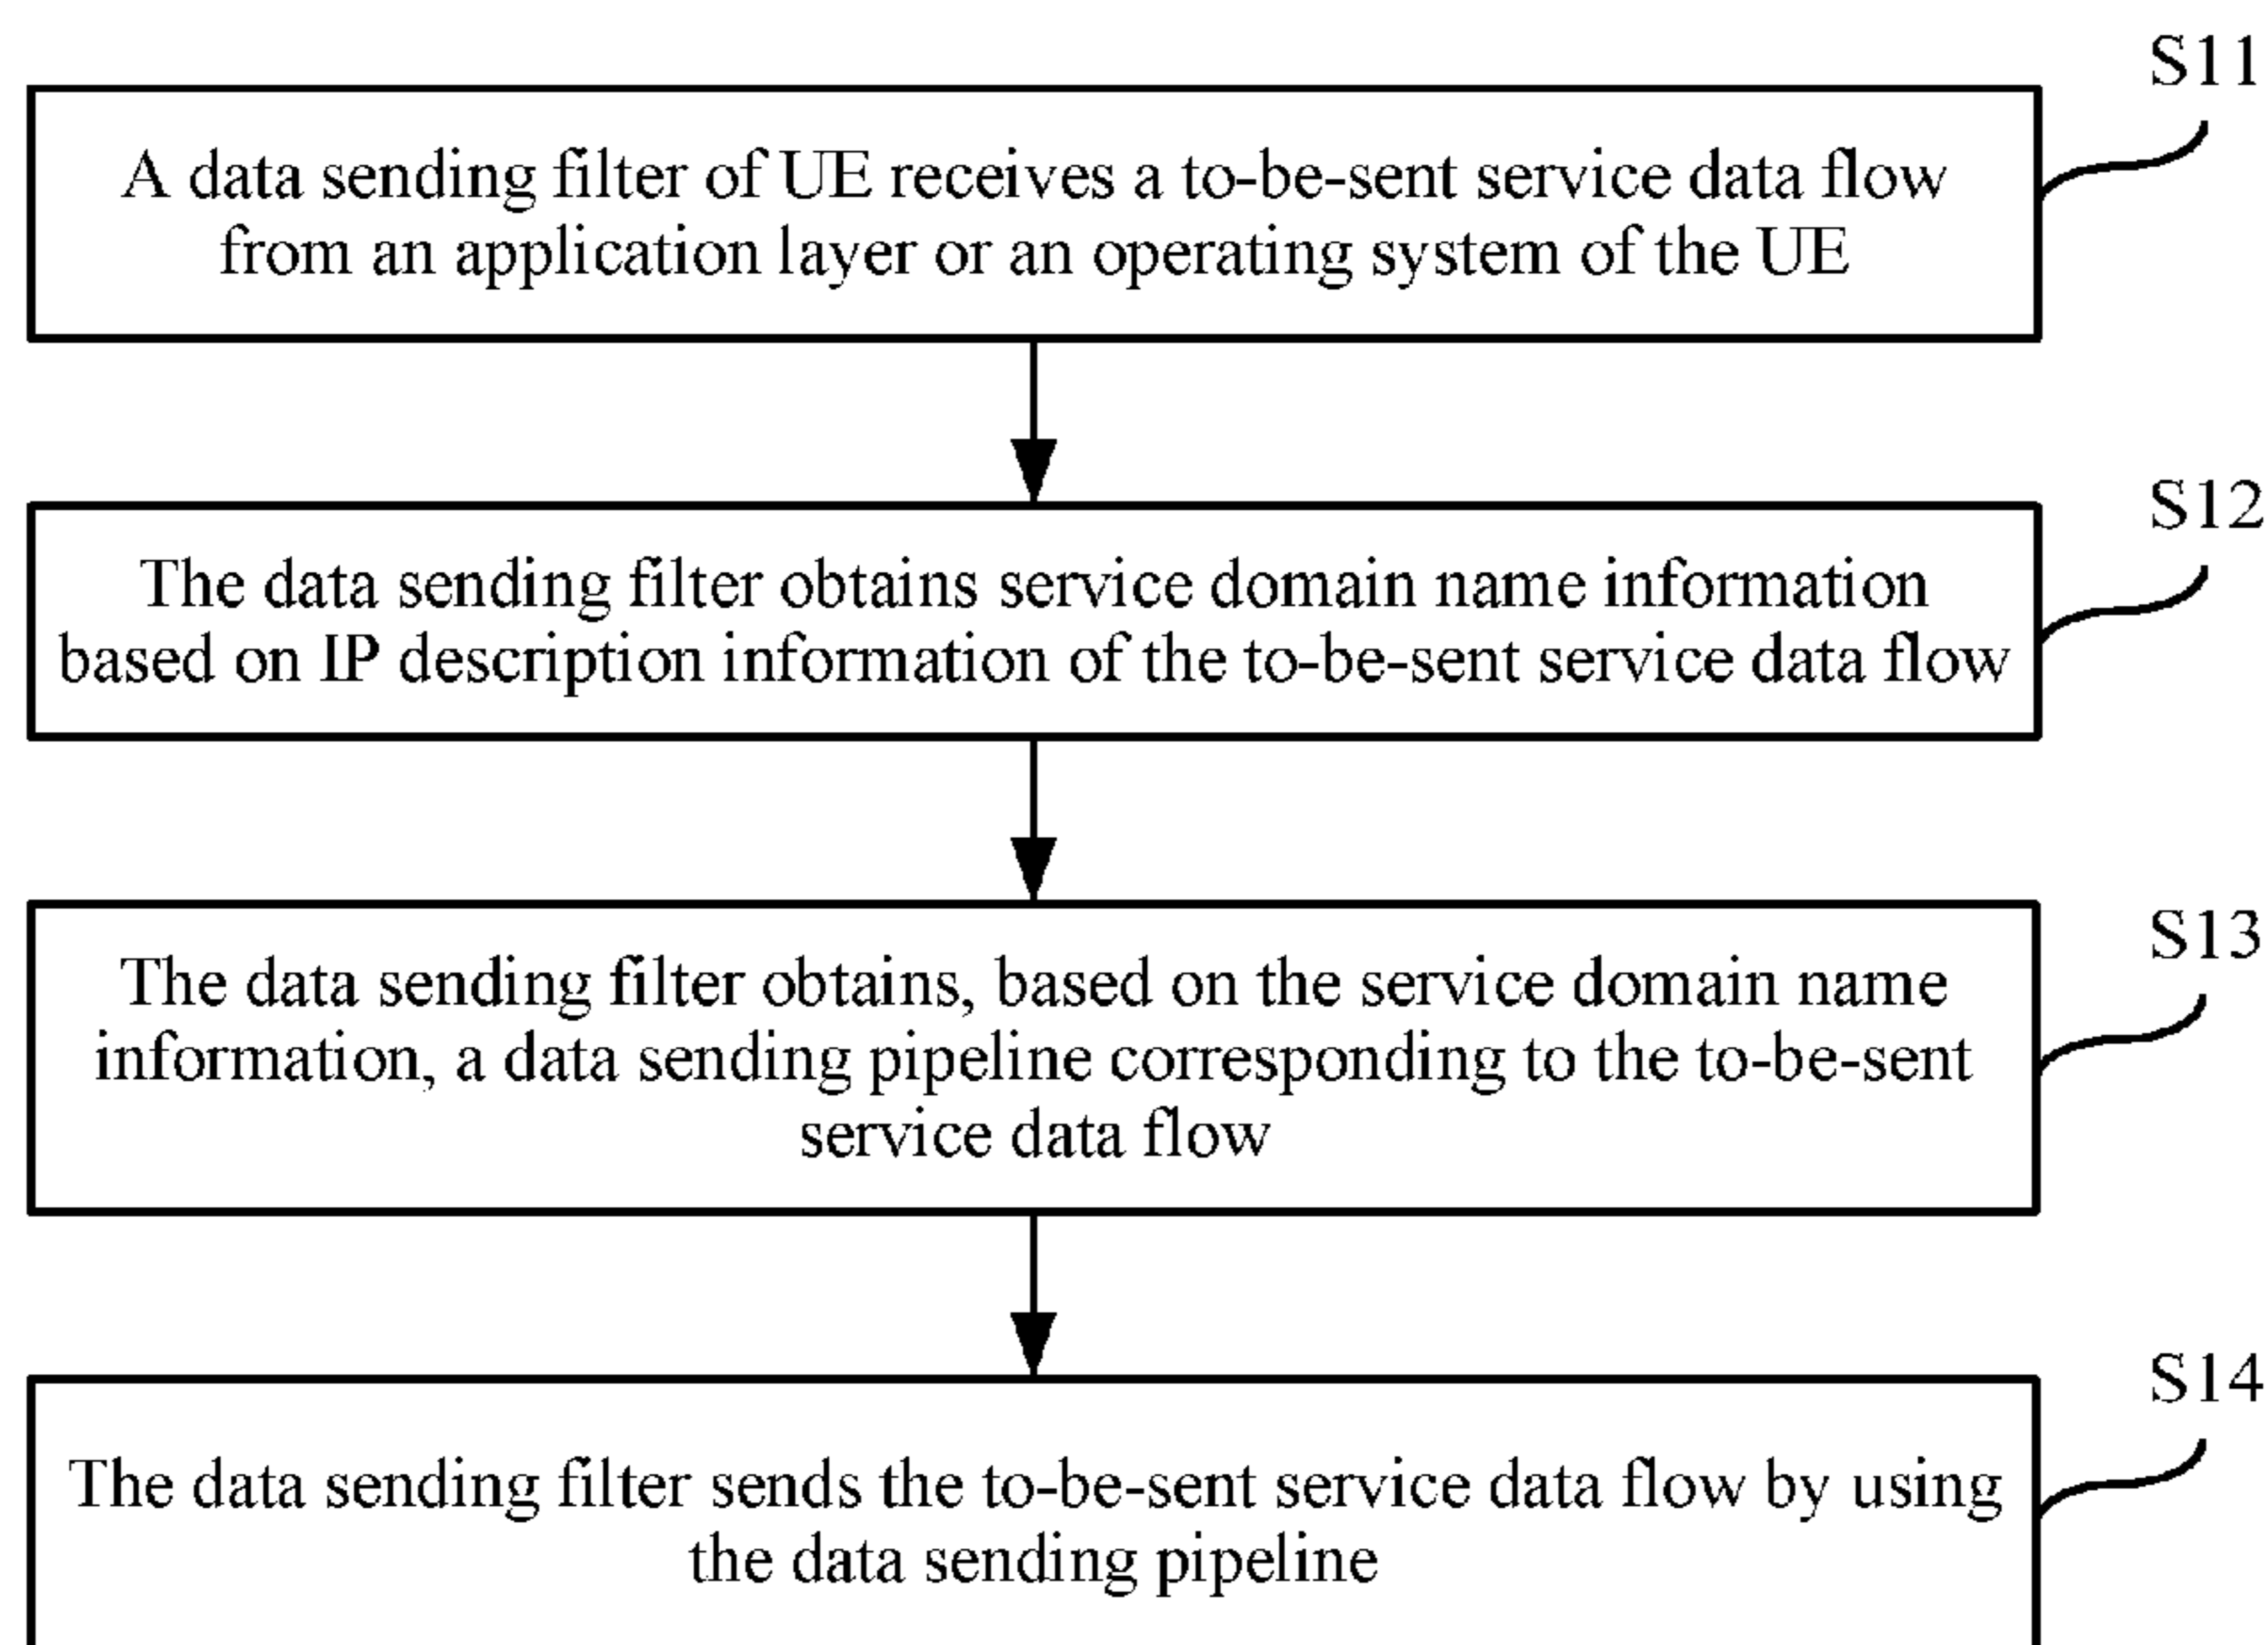 S11
A data sending filter of UE receives a to-be-sent service data flow
from an application layer or an operating system of the UE
S12
The data sending filter obtains service domain name information
based on IP description information of the to-be-sent service data flow
S13
The data sending filter obtains, based on the service domain name
information, a data sending pipeline corresponding to the to-be-sent
service data flow
S14
The data sending filter sends the to-be-sent service data flow by using
the data sending pipeline